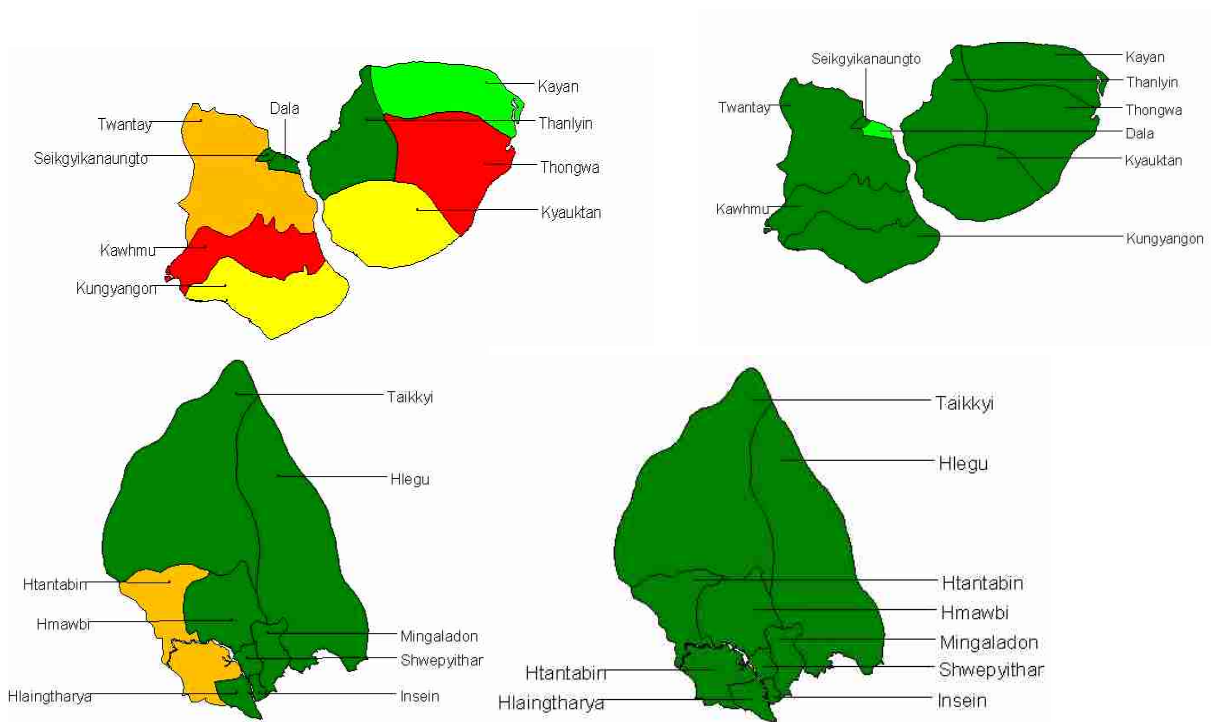 Kayan
Dala
Twantay
Thanlyin
Seikgyikanaungto
Thongwa
Kyauktan
Kawhmu
Kungyangon
Seikgyikanaungto
Kayan
Thanlyin
Twantay
Thongwa
Dala
Kyauktan
Kawhmu
Kungyangon
Taikkyi
Hlegu
Htantabin
Hmawbi
Mingaladon
Shwepyithar
Hlaingtharya
Insein
Taikkyi
Hlegu
Htantabin
Hmawbi
Mingaladon
Shwepyithar
Htantabin
Hlaingtharya
Insein